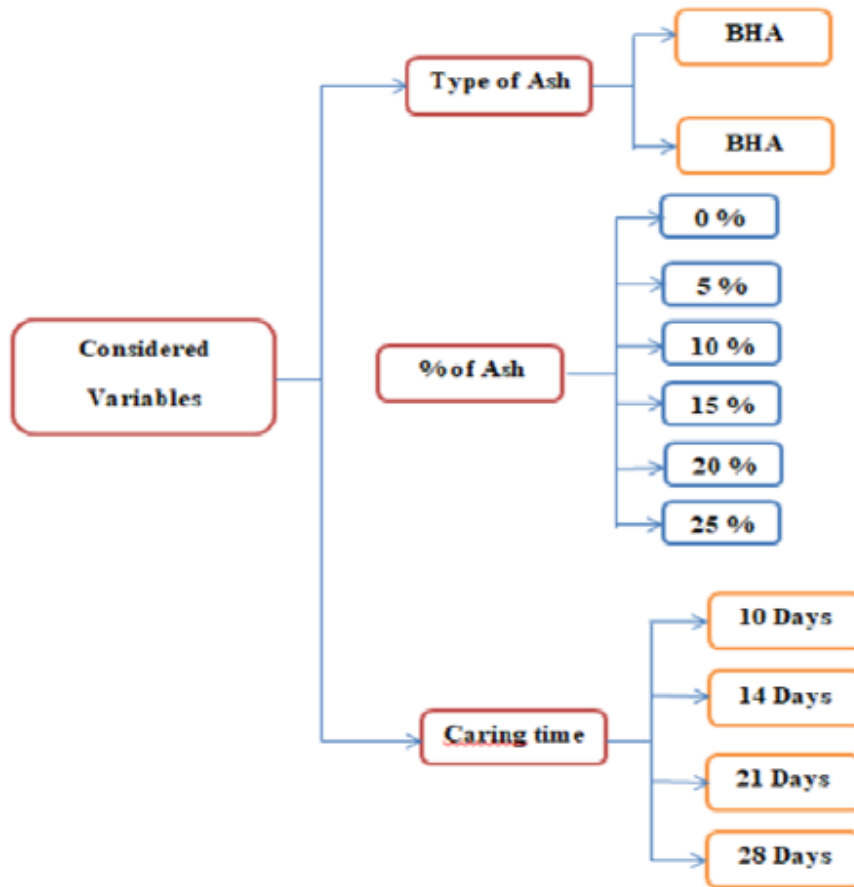 BHA
Type of Ash
BHA
0 %
5 %
Considered
Variables
% of Ash
10 %
15 %
20 %
25 %
10 Days
14 Days
Caring time
21 Days
28 Days